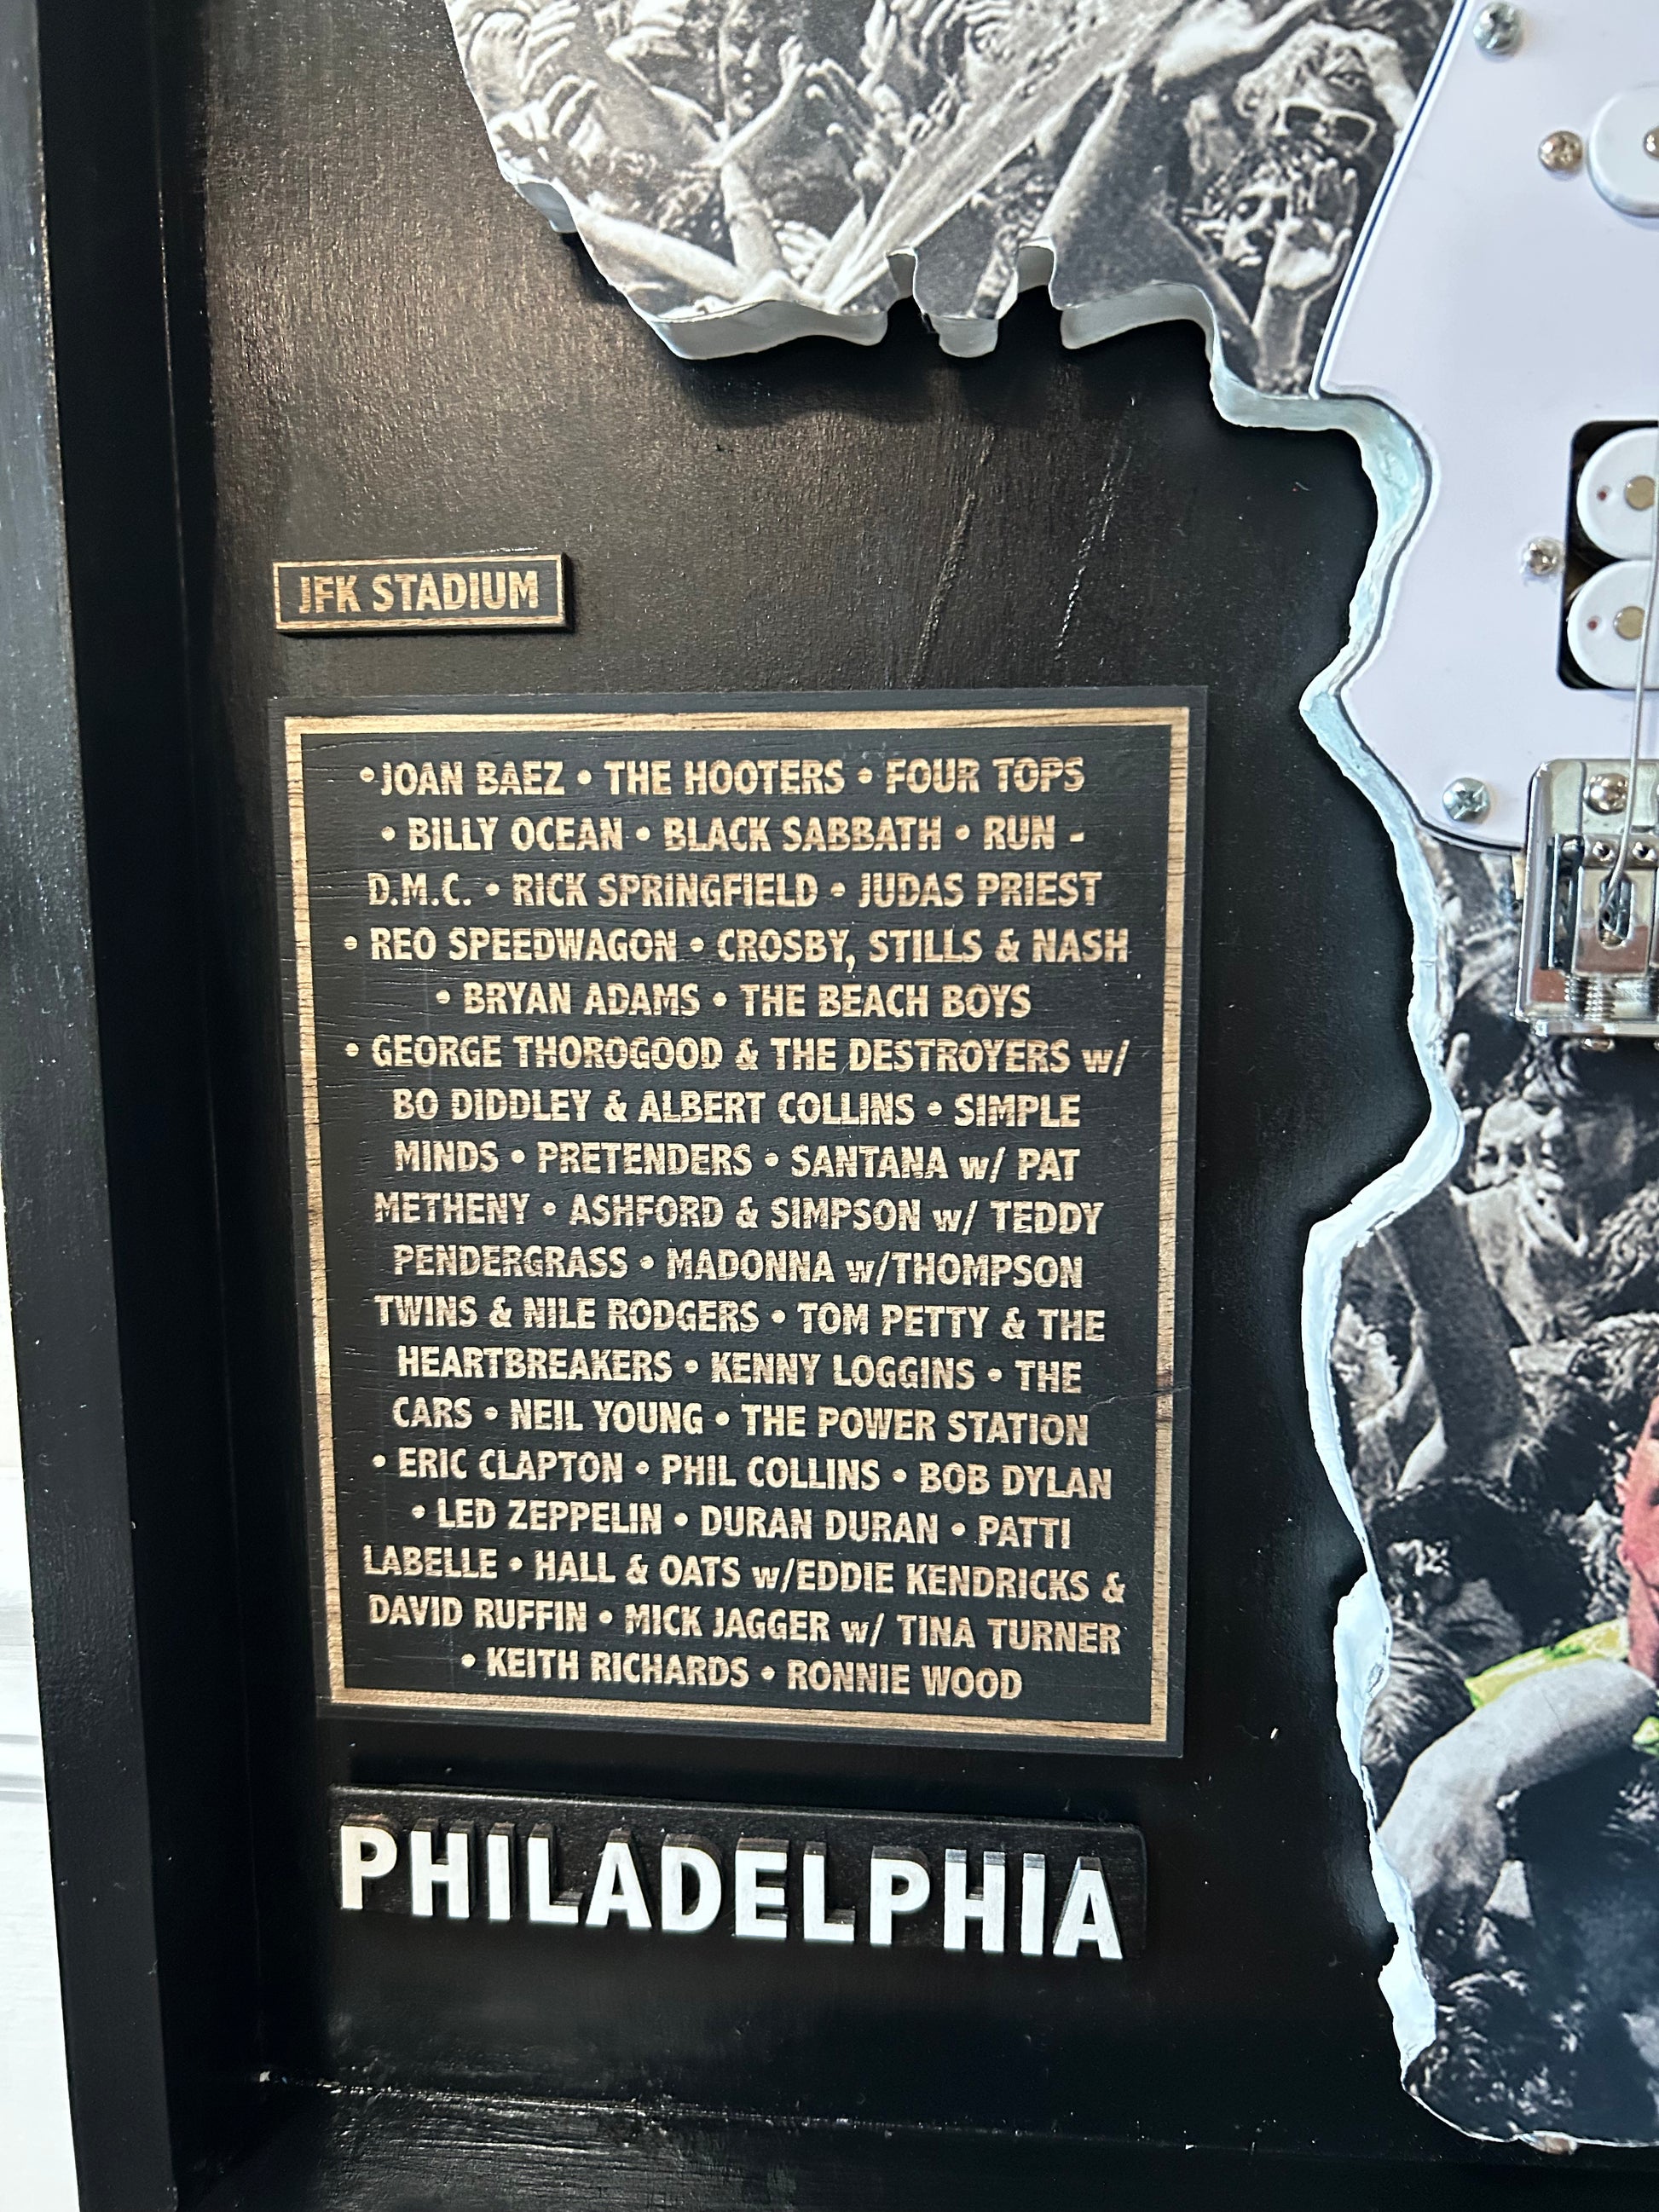 JFK STADIUM
•JOAN BAEZ • THE HOOTERS • FOUR TOPS
• BILLY OCEAN • BLACK SABBATH • RUN -
D.M.C. • RICK SPRINGFIELD • JUDAS PRIEST
• REO SPEEDWAGON • CROSBY, STILLS & NASH
• BRYAN ADAMS • THE BEACH BOYS
• GEORGE THOROGOOD & THE DESTROYERS w/
BO DIDDLEY & ALBERT COLLINS • SIMPLE
MINDS • PRETENDERS • SANTANA w/ PAT
METHENY • ASHFORD & SIMPSON w/ TEDDY
PENDERGRASS • MADONNA w/THOMPSON
TWINS & NILE RODGERS • TOM PETTY & THE
HEARTBREAKERS • KENNY LOGGINS • THE
CARS • NEIL YOUNG • THE POWER STATION
• ERIC CLAPTON • PHIL COLLINS • BOB DYLAN
• LED ZEPPELIN • DURAN DURAN • PATTI
LABELLE • HALL & OATS w/EDDIE KENDRICKS &
DAVID RUFFIN • MICK JAGGER w/ TINA TURNER
• KEITH RICHARDS • RONNIE WOOD
PHILADELPHIA